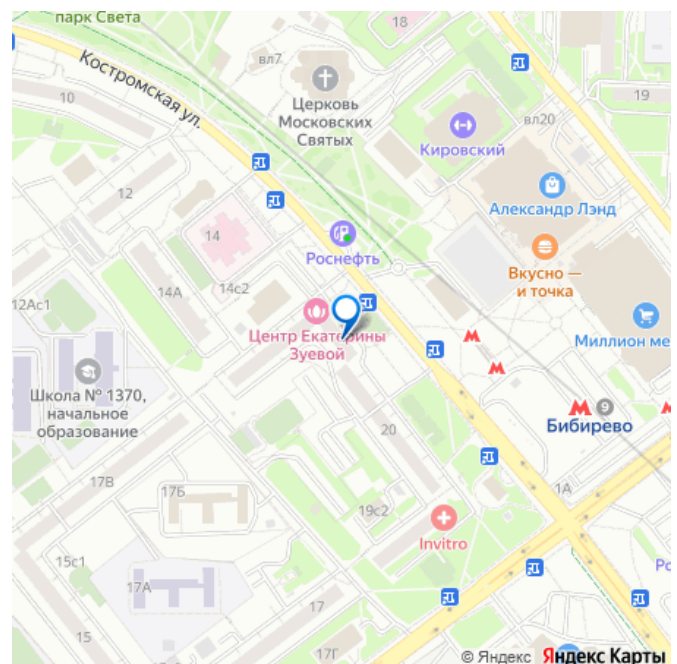 парк Света
18
вл7
Костромская ул.
10
Церковь
Московских
Святых
19
вл20
Кировский
12
Александр Лэнд
14
Роснефть
Вкусно —
и точка
14А
14с2
12Ас1
Центр Екатерины
Зуевой
Миллион ме
Школа № 1370,
начальное
образование
9
Бибирево
20
17В
17Б
1А
19с2
Invitro
15с1
17А
Рс
17
15
17Г
© Яндекс Яндекс Карты